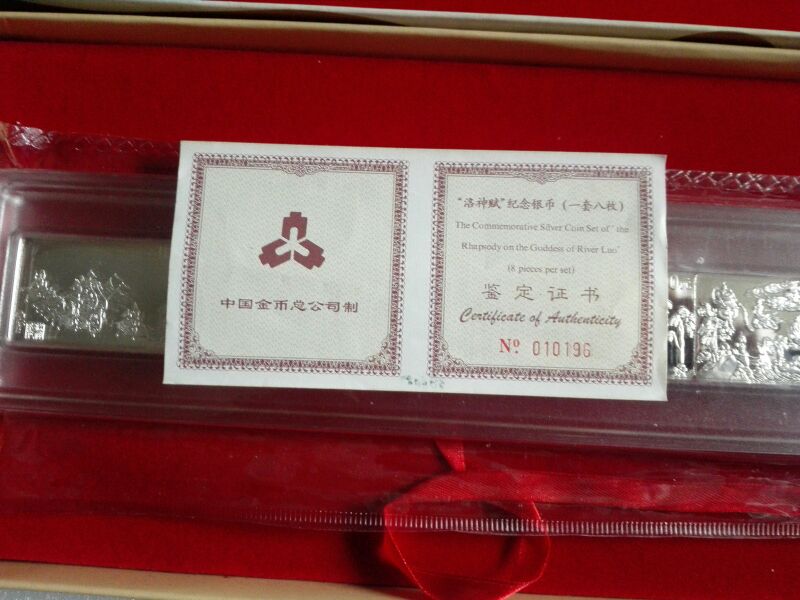 中国金币总公司制
"洛神赋"纪念银币（一套八枚）
The Commemorative Silver Coin Set of "the
Rhapsody on the Goddess of River Luo"
(8 pieces per set)
鉴定证书
Certificate of Authenticity
Nº 010196